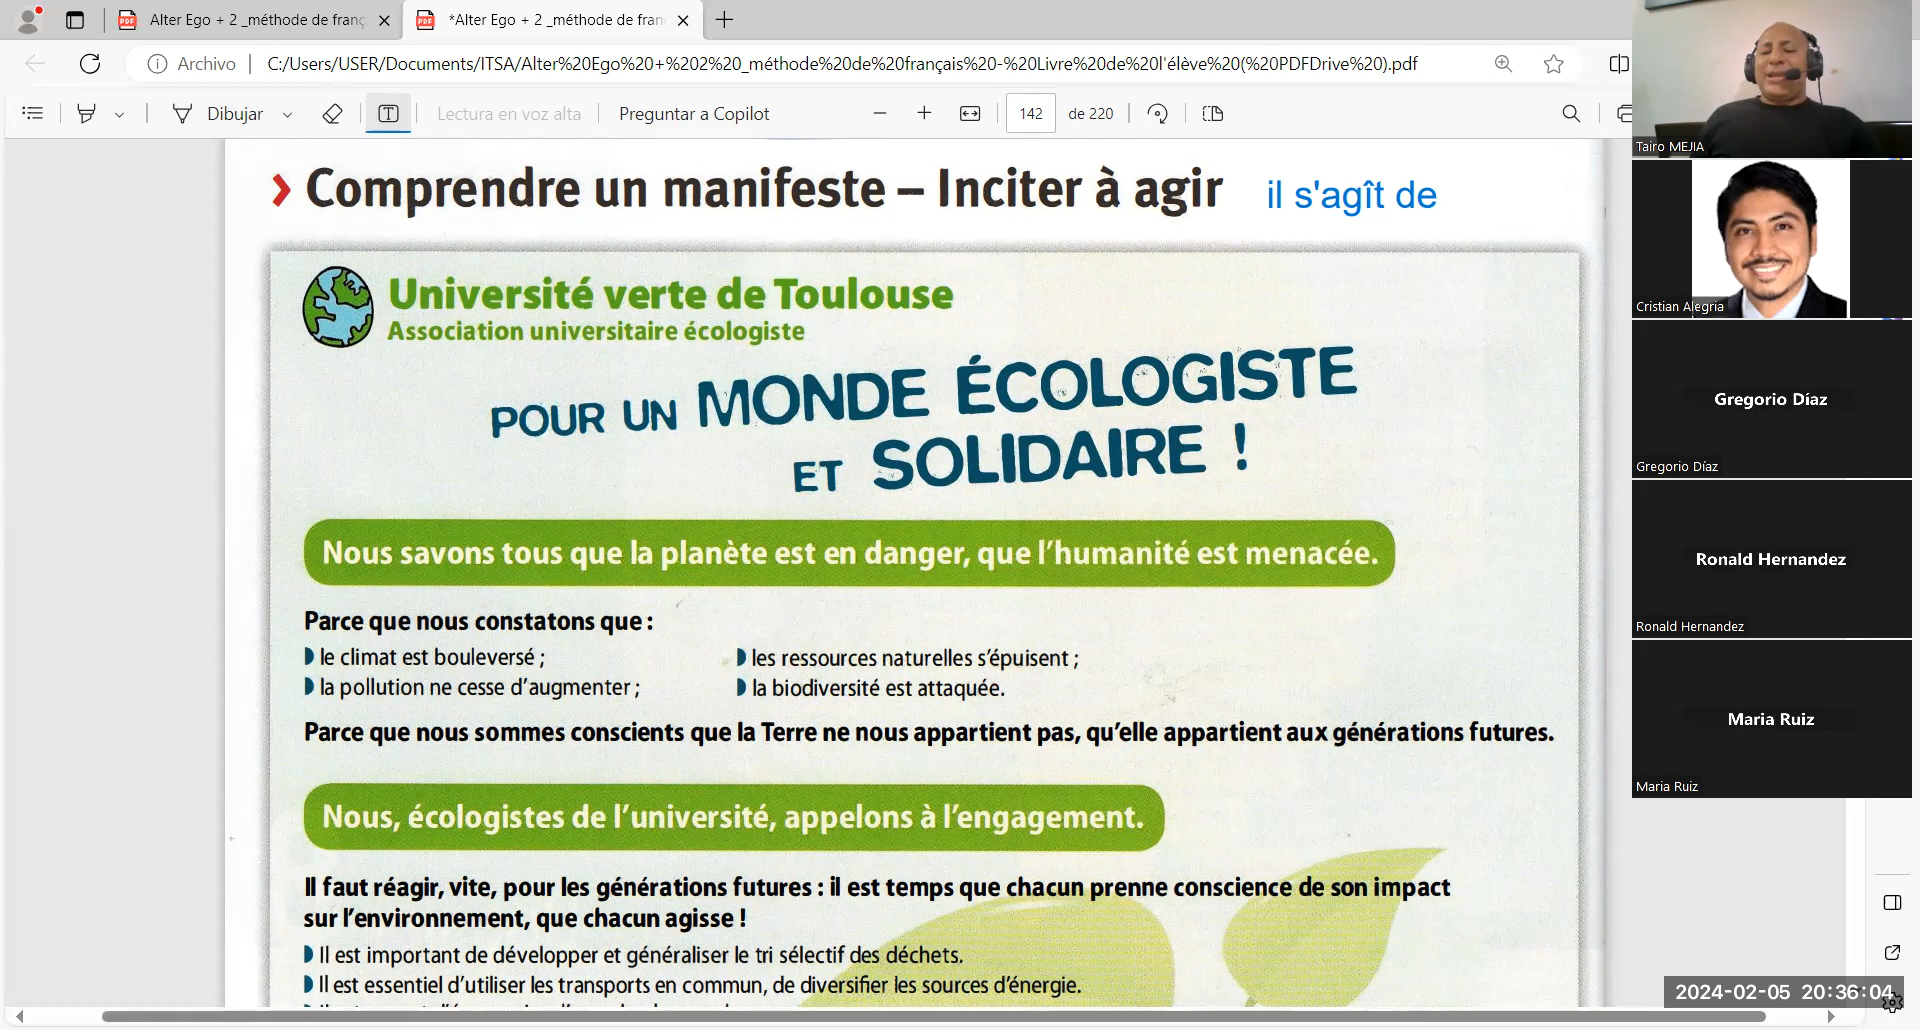 Alter Ego + 2 _méthode de franç
*Alter Ego + 2 _méthode de fran
Archivo
C:/Users/USER/Documents/ITSA/Alter%20Ego%20+%202%20_méthode%20de%20français%20-%20Livre%20de%20l'élève%20(%20PDFDrive%20).pdf
Dibujar
Lectura en voz alta
Preguntar a Copilot
142
de 220
› Comprendre un manifeste – Inciter à agir
il s'agît de
Université verte de Toulouse
Association universitaire écologiste
POUR UN MONDE ÉCOLOGISTE
ET SOLIDAIRE !
Nous savons tous que la planète est en danger, que l'humanité est menacée.
Parce que nous constatons que :
le climat est bouleversé ;
les ressources naturelles s'épuisent ;
la pollution ne cesse d'augmenter ;
la biodiversité est attaquée.
Parce que nous sommes conscients que la Terre ne nous appartient pas, qu'elle appartient aux générations futures.
Nous, écologistes de l'université, appelons à l'engagement.
Il faut réagir, vite, pour les générations futures : il est temps que chacun prenne conscience de son impact
sur l'environnement, que chacun agisse !
Il est important de développer et généraliser le tri sélectif des déchets.
Il est essentiel d'utiliser les transports en commun, de diversifier les sources d'énergie.
Tairo MEJIA
Cristian Alegria
Gregorio Díaz
Gregorio Díaz
Ronald Hernandez
Ronald Hernandez
Maria Ruiz
Maria Ruiz
2024-02-05 20:36:04